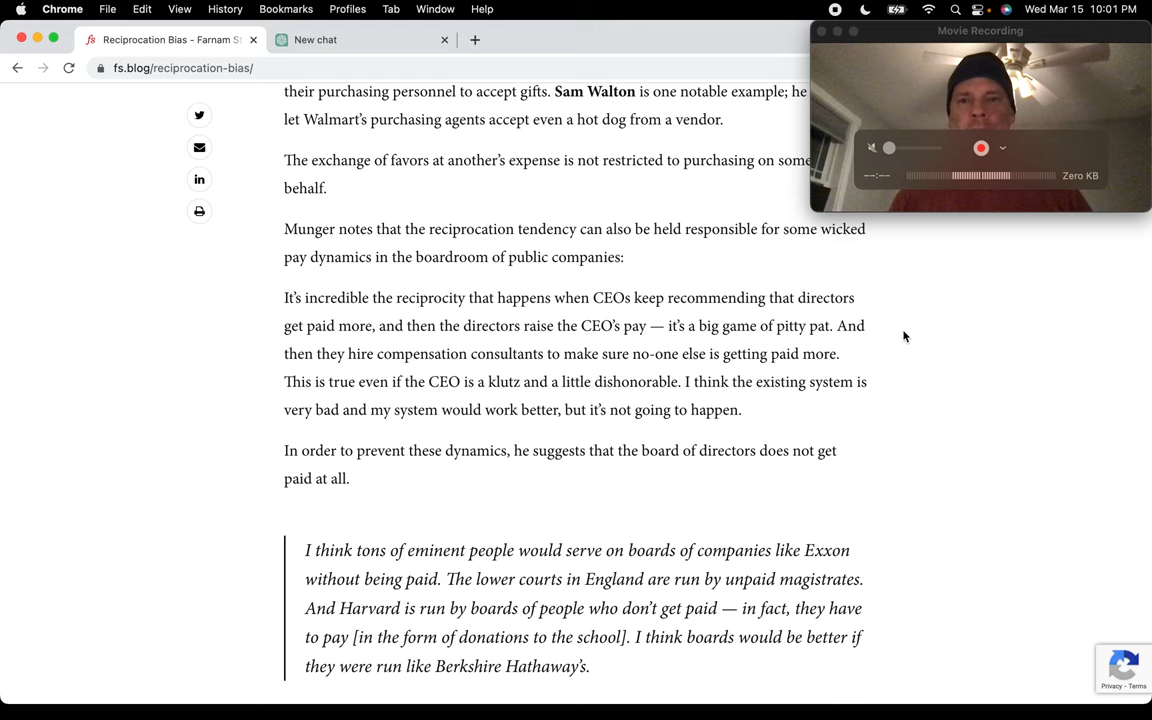 Chrome File Edit View History Bookmarks Profiles Tab Window Help Wed Mar 15 10:01 PM
fs Reciprocation Bias - Farnam S New chat
Movie Recording
fs.blog/reciprocation-bias/
their purchasing personnel to accept gifts. Sam Walton is one notable example; he
let Walmart's purchasing agents accept even a hot dog from a vendor.
--:-- Zero KB
The exchange of favors at another's expense is not restricted to purchasing on some
behalf.
Munger notes that the reciprocation tendency can also be held responsible for some wicked
pay dynamics in the boardroom of public companies:
It's incredible the reciprocity that happens when CEOs keep recommending that directors
get paid more, and then the directors raise the CEO's pay — it's a big game of pitty pat. And
then they hire compensation consultants to make sure no-one else is getting paid more.
This is true even if the CEO is a klutz and a little dishonorable. I think the existing system is
very bad and my system would work better, but it's not going to happen.
In order to prevent these dynamics, he suggests that the board of directors does not get
paid at all.
I think tons of eminent people would serve on boards of companies like Exxon
without being paid. The lower courts in England are run by unpaid magistrates.
And Harvard is run by boards of people who don't get paid — in fact, they have
to pay [in the form of donations to the school]. I think boards would be better if
they were run like Berkshire Hathaway's.
Privacy - Terms